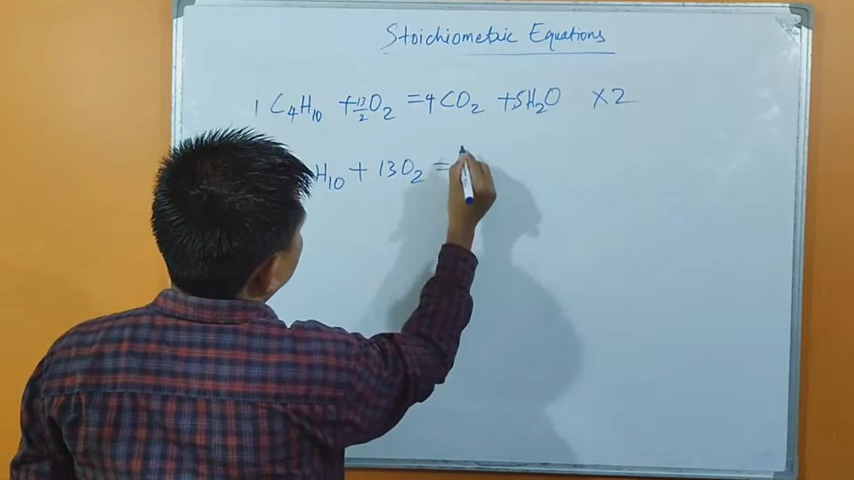 Stoichiometric Equations
1 C₄H₁₀ + 13/2 O₂ = 4 CO₂ + 5H₂O ×2
H₁₀ + 13O₂ =